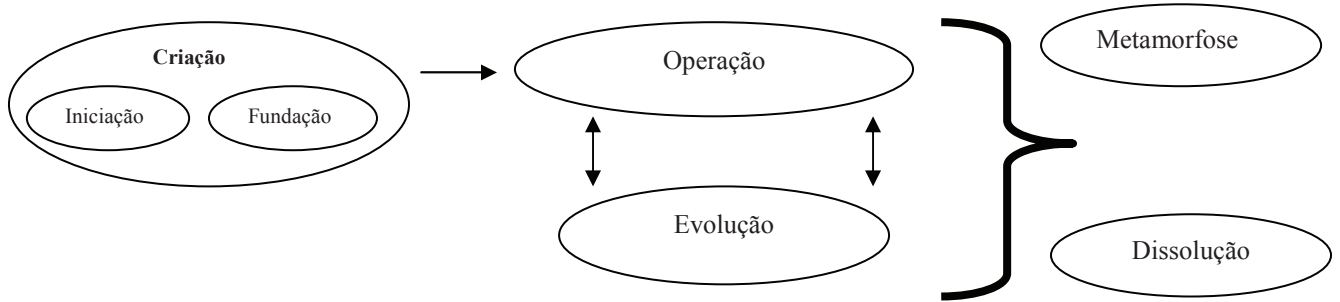 Criação
Iniciação
Fundação
Operação
Evolução
Metamorfose
Dissolução